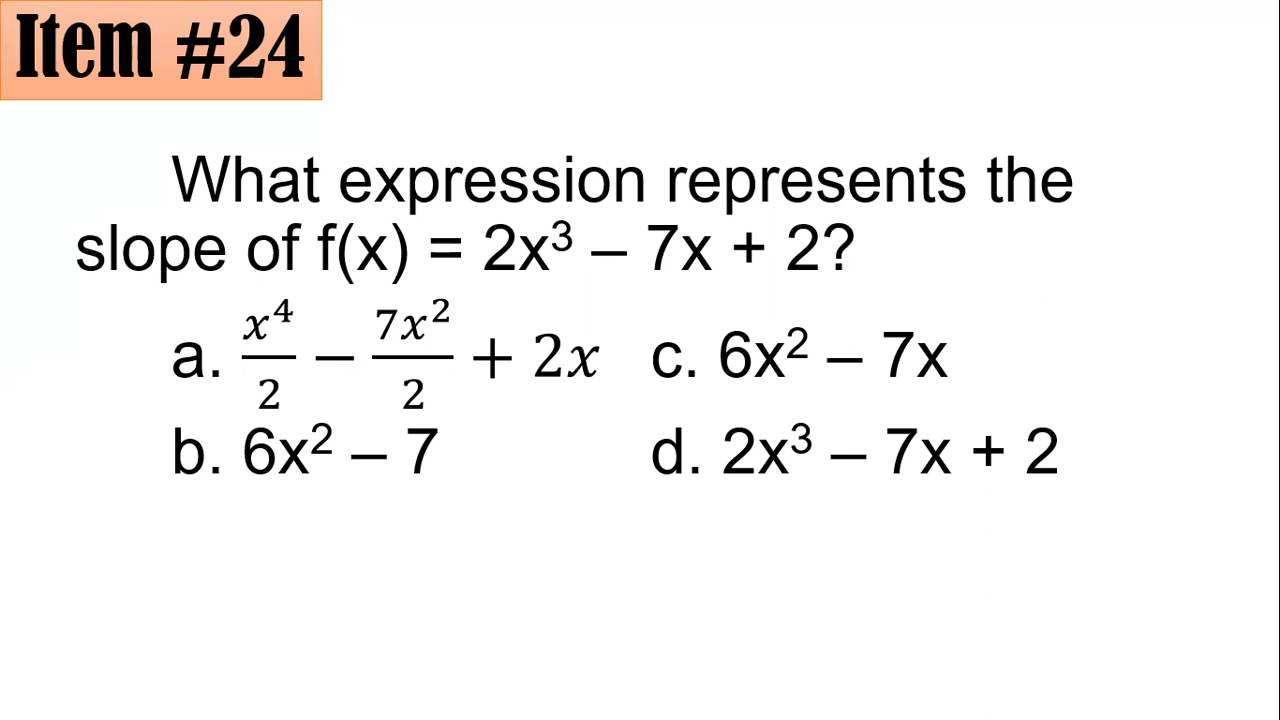 Item #24
What expression represents the
slope of f(x) = 2x³ – 7x + 2?
a. x⁴/2 − 7x²/2 + 2x c. 6x² – 7x
b. 6x² – 7 d. 2x³ – 7x + 2